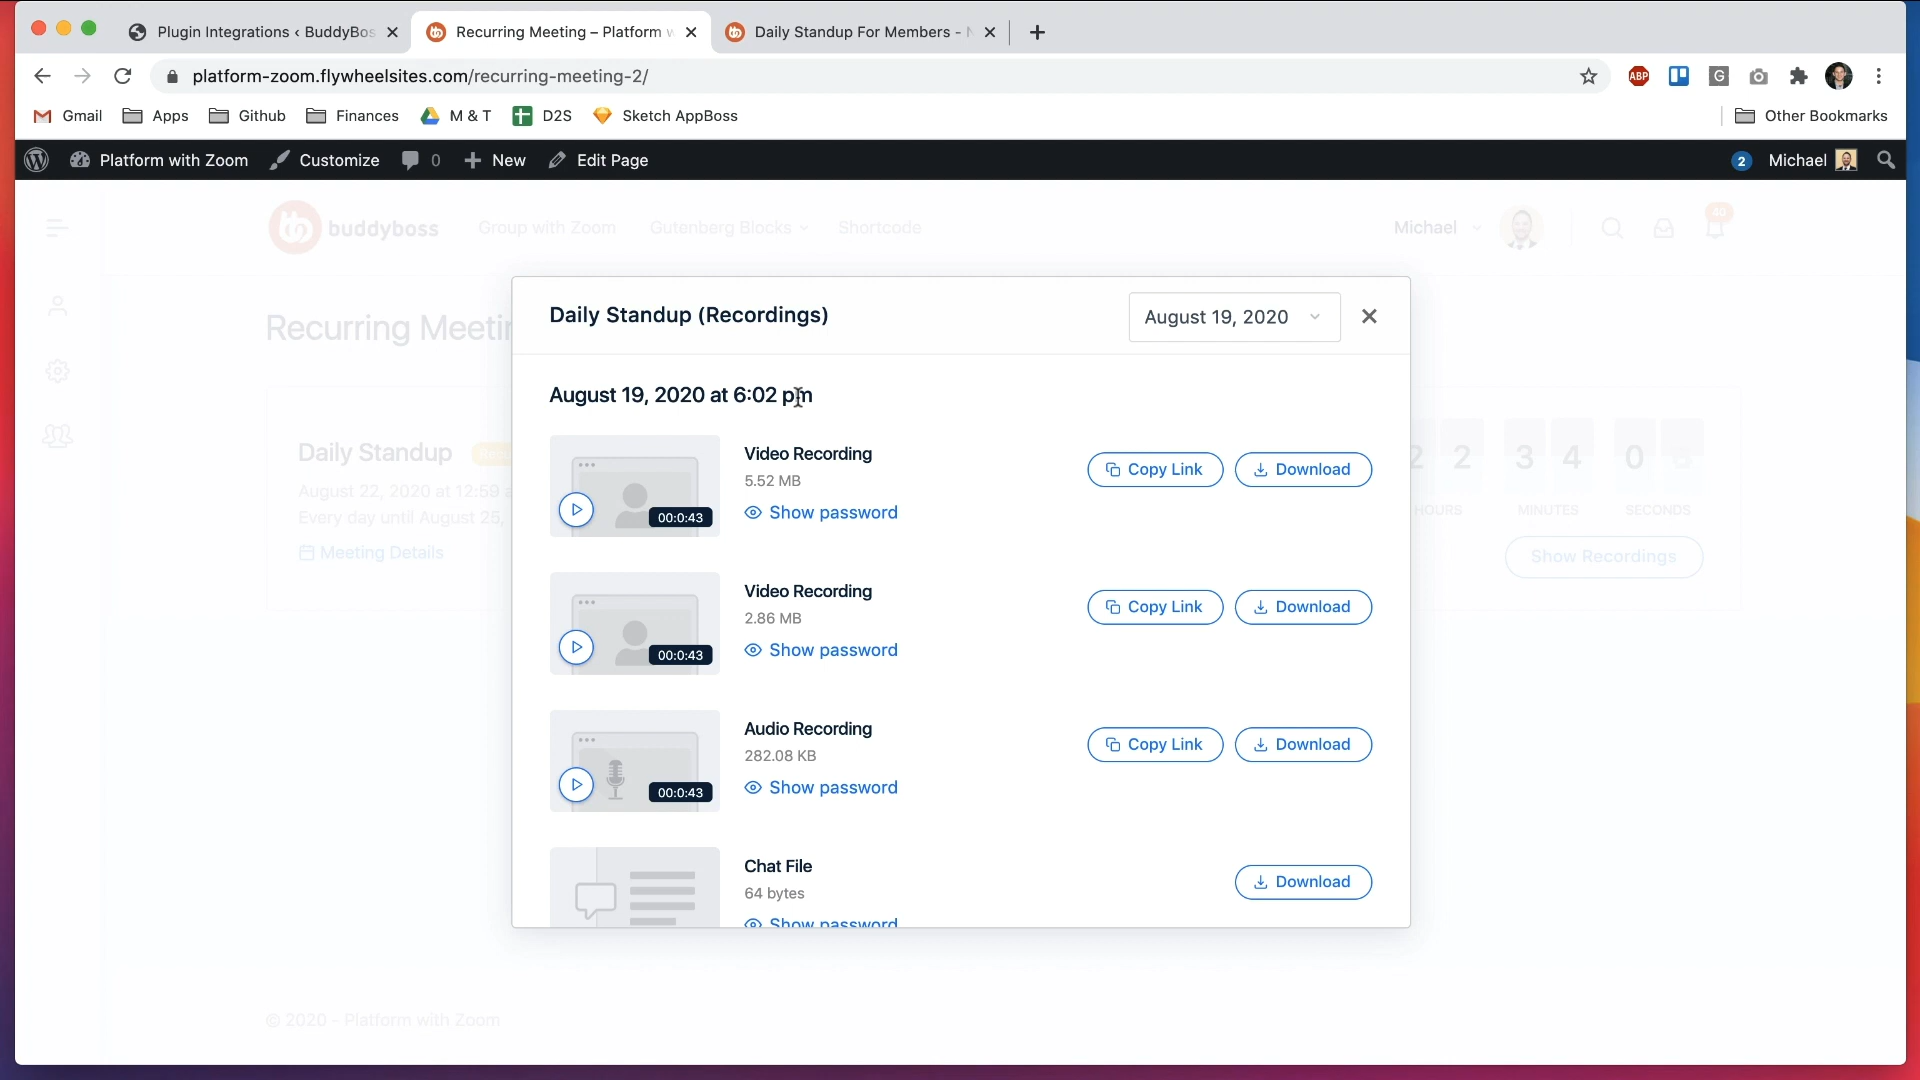 Plugin Integrations ‹ BuddyBos
Recurring Meeting – Platform w
Daily Standup For Members -
platform-zoom.flywheelsites.com/recurring-meeting-2/
ABP
G
Gmail
Apps
Github
Finances
M & T
D2S
Sketch AppBoss
Other Bookmarks
Platform with Zoom
Customize
0
New
Edit Page
2
Michael
buddyboss
Group with Zoom
Gutenberg Blocks
Shortcode
Michael
40
Recurring Meetin
Daily Standup (Recordings)
August 19, 2020
August 19, 2020 at 6:02 pm
Daily Standup
August 22, 2020 at 12:59 a
Every day until August 25,
Meeting Details
2 2 3 4 0
HOURS MINUTES SECONDS
Show Recordings
Video Recording
5.52 MB
Show password
00:0:43
Copy Link
Download
Video Recording
2.86 MB
Show password
00:0:43
Copy Link
Download
Audio Recording
282.08 KB
Show password
00:0:43
Copy Link
Download
Chat File
64 bytes
Show password
Download
© 2020 - Platform with Zoom